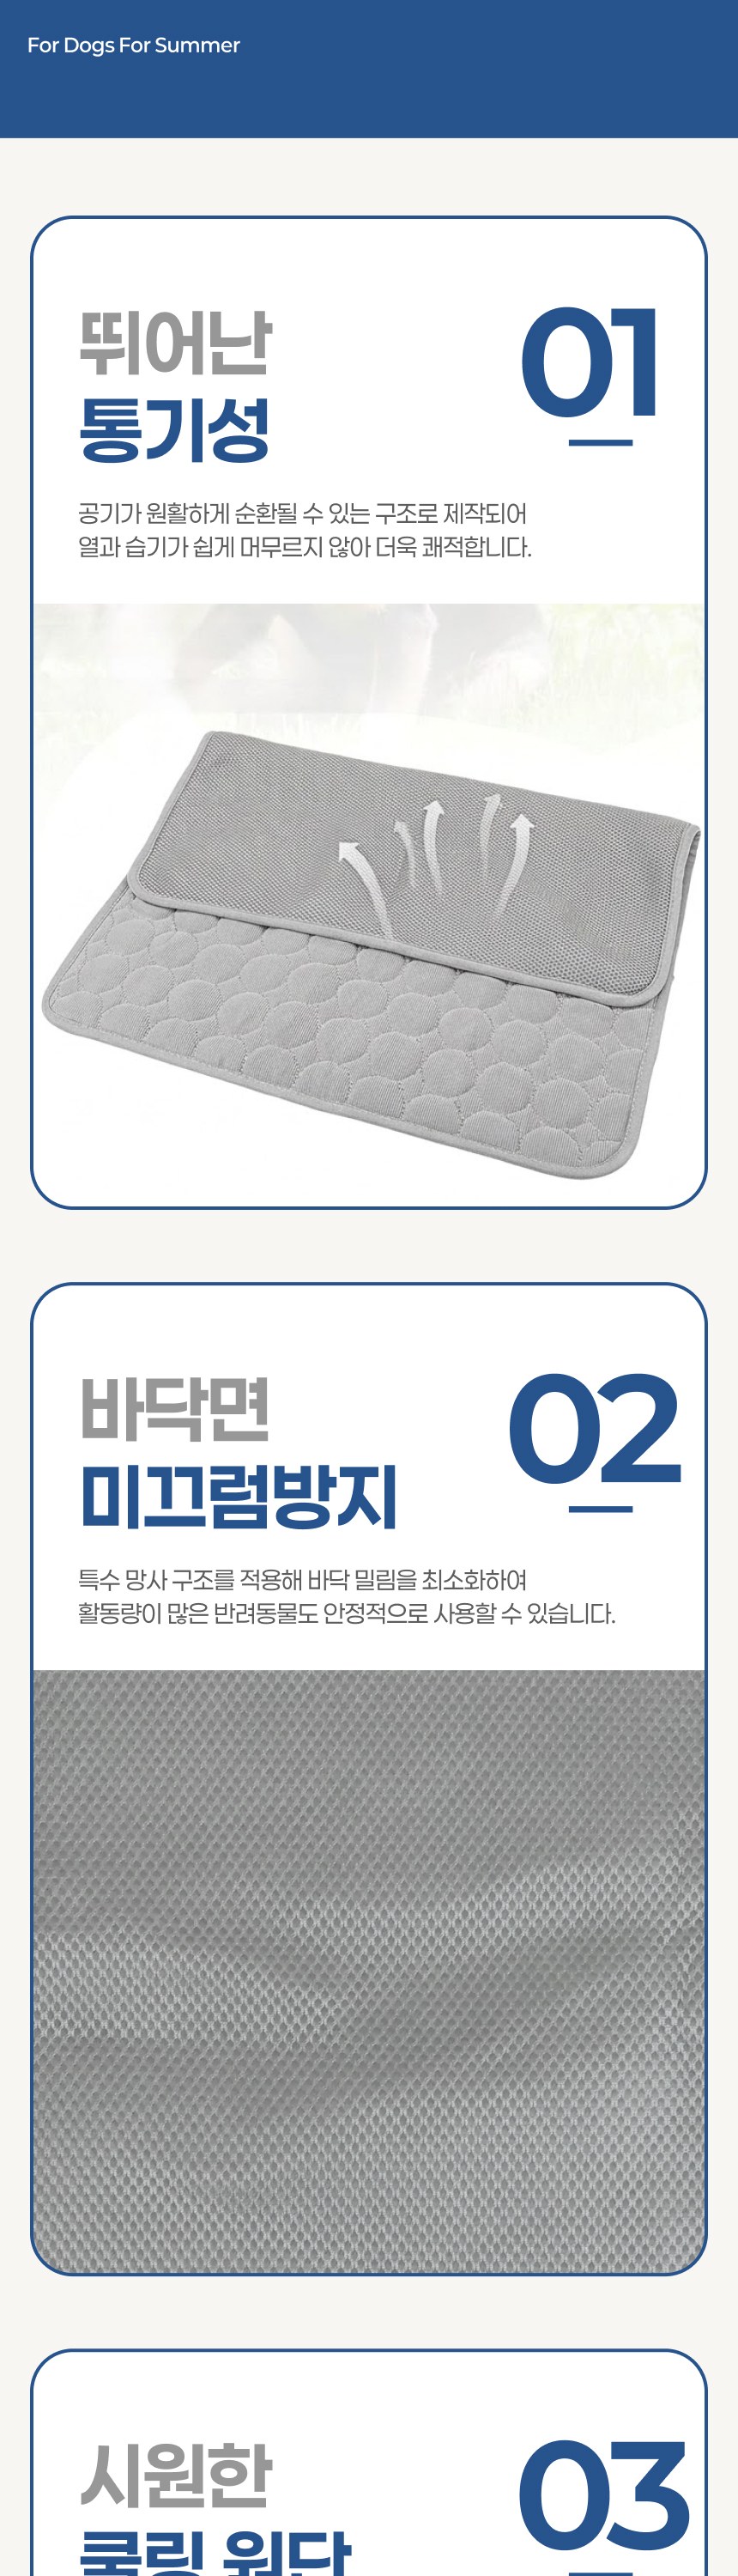 For Dogs For Summer
뛰어난
통기성
01
공기가 원활하게 순환될 수 있는 구조로 제작되어
열과 습기가 쉽게 머무르지 않아 더욱 쾌적합니다.
바닥면
미끄럼방지
02
특수 망사 구조를 적용해 바닥 밀림을 최소화하여
활동량이 많은 반려동물도 안정적으로 사용할 수 있습니다.
시원한
쿨링 원단
03